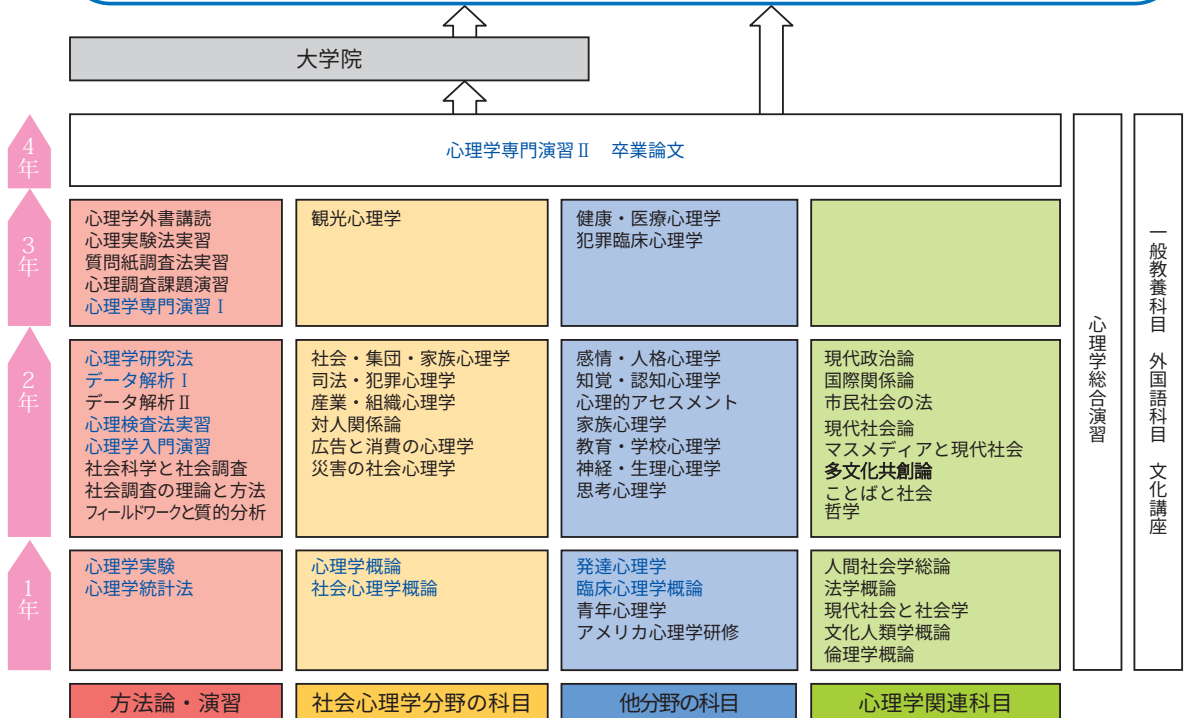 大学院
4年
心理学専門演習Ⅱ　卒業論文
3年
心理学外書講読
心理実験法実習
質問紙調査法実習
心理調査課題演習
心理学専門演習Ⅰ
観光心理学
健康・医療心理学
犯罪臨床心理学
2年
心理学研究法
データ解析Ⅰ
データ解析Ⅱ
心理検査法実習
心理学入門演習
社会科学と社会調査
社会調査の理論と方法
フィールドワークと質的分析
社会・集団・家族心理学
司法・犯罪心理学
産業・組織心理学
対人関係論
広告と消費の心理学
災害の社会心理学
感情・人格心理学
知覚・認知心理学
心理的アセスメント
家族心理学
教育・学校心理学
神経・生理心理学
思考心理学
現代政治論
国際関係論
市民社会の法
現代社会論
マスメディアと現代社会
多文化共創論
ことばと社会
哲学
1年
心理学実験
心理学統計法
心理学概論
社会心理学概論
発達心理学
臨床心理学概論
青年心理学
アメリカ心理学研修
人間社会学総論
法学概論
現代社会と社会学
文化人類学概論
倫理学概論
方法論・演習
社会心理学分野の科目
他分野の科目
心理学関連科目
心理学総合演習
一般教養科目　外国語科目　文化講座